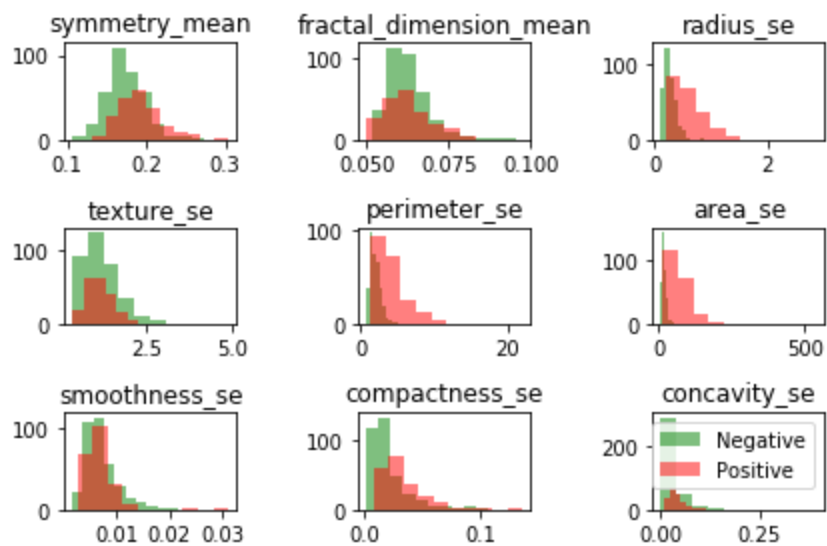 symmetry_mean fractal_dimension_mean radius_se
100 100 100
0 0 0
0.1 0.2 0.3 0.050 0.075 0.100 0 2
texture_se perimeter_se area_se
100 100 100
0 0 0
2.5 5.0 0 20 0 500
smoothness_se compactness_se concavity_se
100 100 200
Negative
Positive
0 0 0
0.01 0.02 0.03 0.0 0.1 0.00 0.25